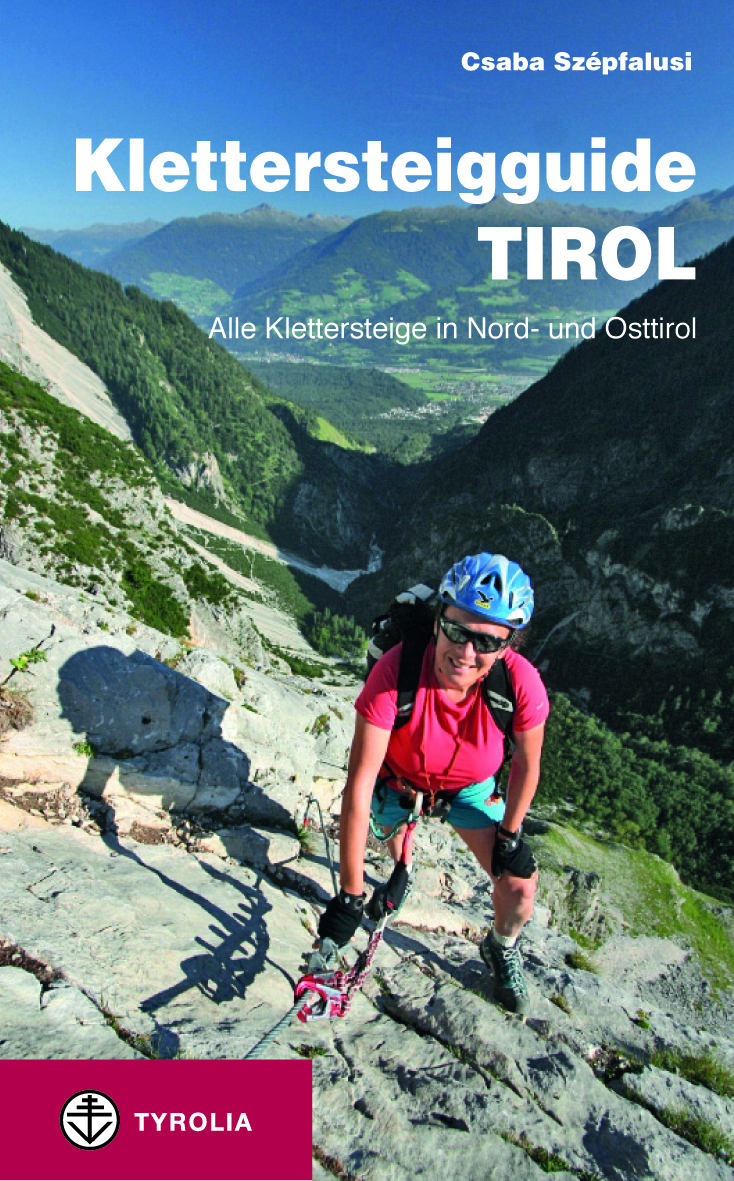 Csaba Szépfalusi
Klettersteigguide
TIROL
Alle Klettersteige in Nord- und Osttirol
TYROLIA